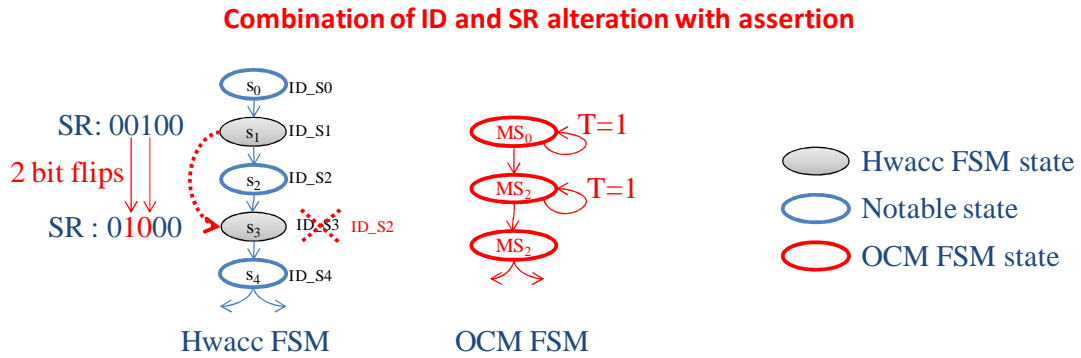 Combination of ID and SR alteration with assertion
s0 ID_S0
SR: 00100
s1 ID_S1
MS0 T=1
2 bit flips
s2 ID_S2
MS2 T=1
SR : 01000
s3 ID_S3 ID_S2
MS2
s4 ID_S4
Hwacc FSM state
Notable state
OCM FSM state
Hwacc FSM
OCM FSM